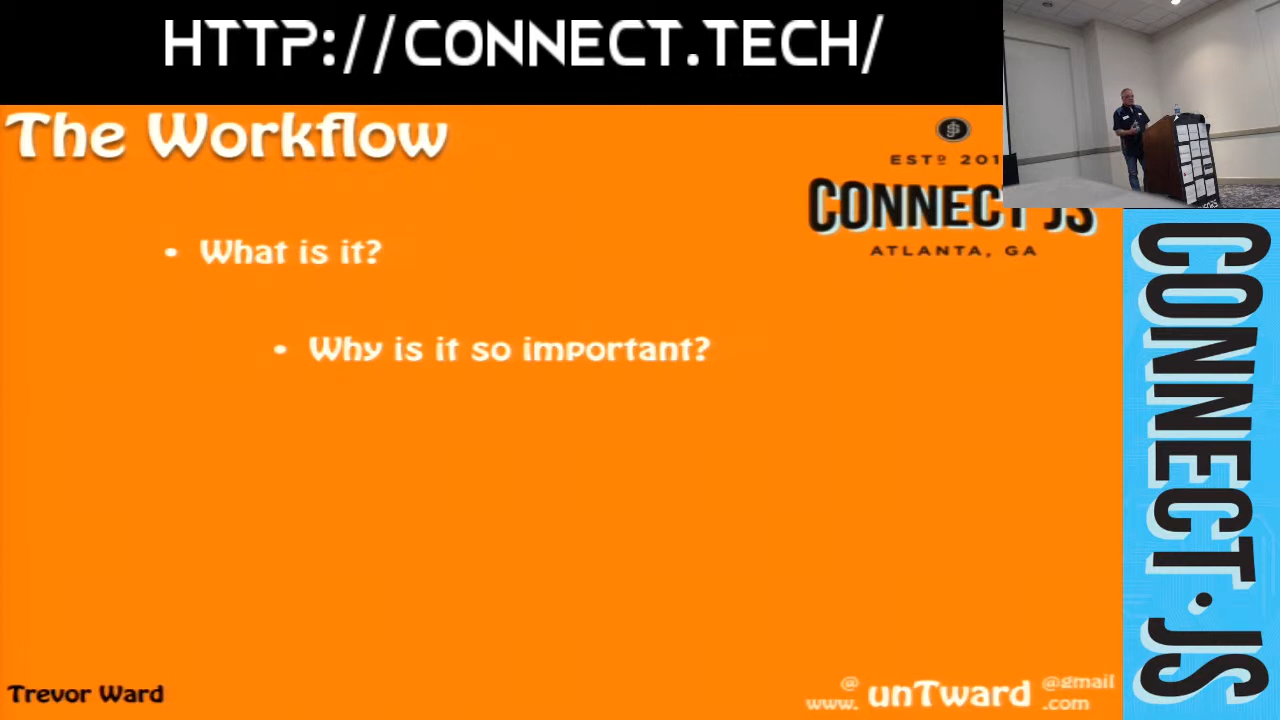 HTTP://CONNECT.TECH/
The Workflow
ESTº 201
CONNECT JS
ATLANTA, GA
• What is it?
• Why is it so important?
CONNECT·JS
Trevor Ward
@ unTward @gmail
www. .com